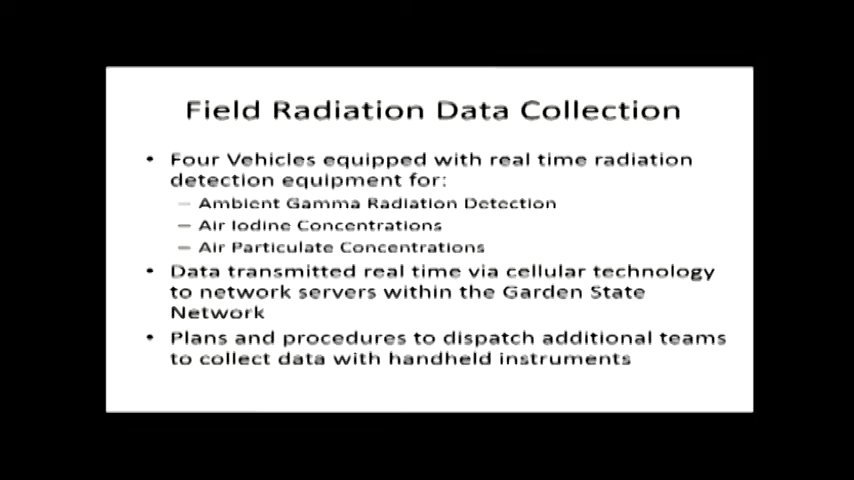 Field Radiation Data Collection
• Four Vehicles equipped with real time radiation
detection equipment for:
– Ambient Gamma Radiation Detection
– Air Iodine Concentrations
– Air Particulate Concentrations
• Data transmitted real time via cellular technology
to network servers within the Garden State
Network
• Plans and procedures to dispatch additional teams
to collect data with handheld instruments